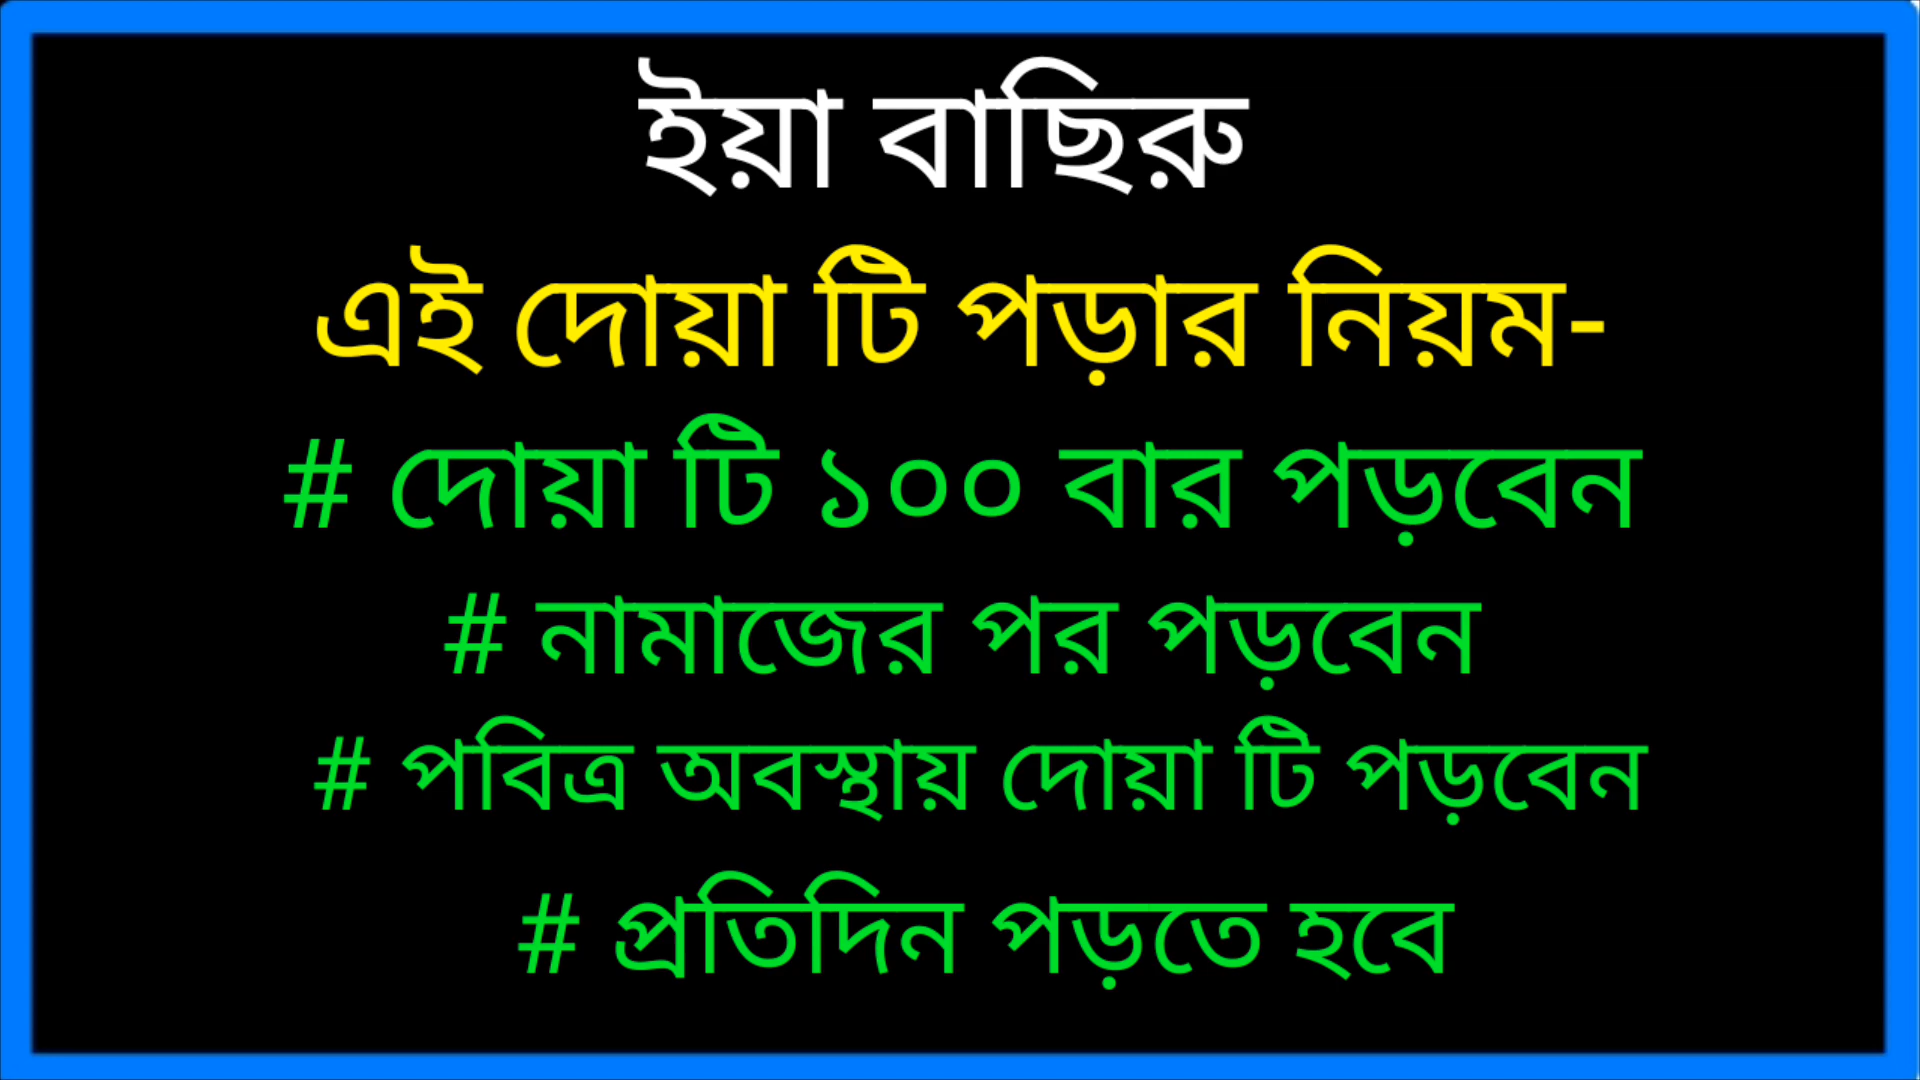 ইয়া বাছিরু
এই দোয়া টি পড়ার নিয়ম-
# দোয়া টি ১০০ বার পড়বেন
# নামাজের পর পড়বেন
# পবিত্র অবস্থায় দোয়া টি পড়বেন
# প্রতিদিন পড়তে হবে